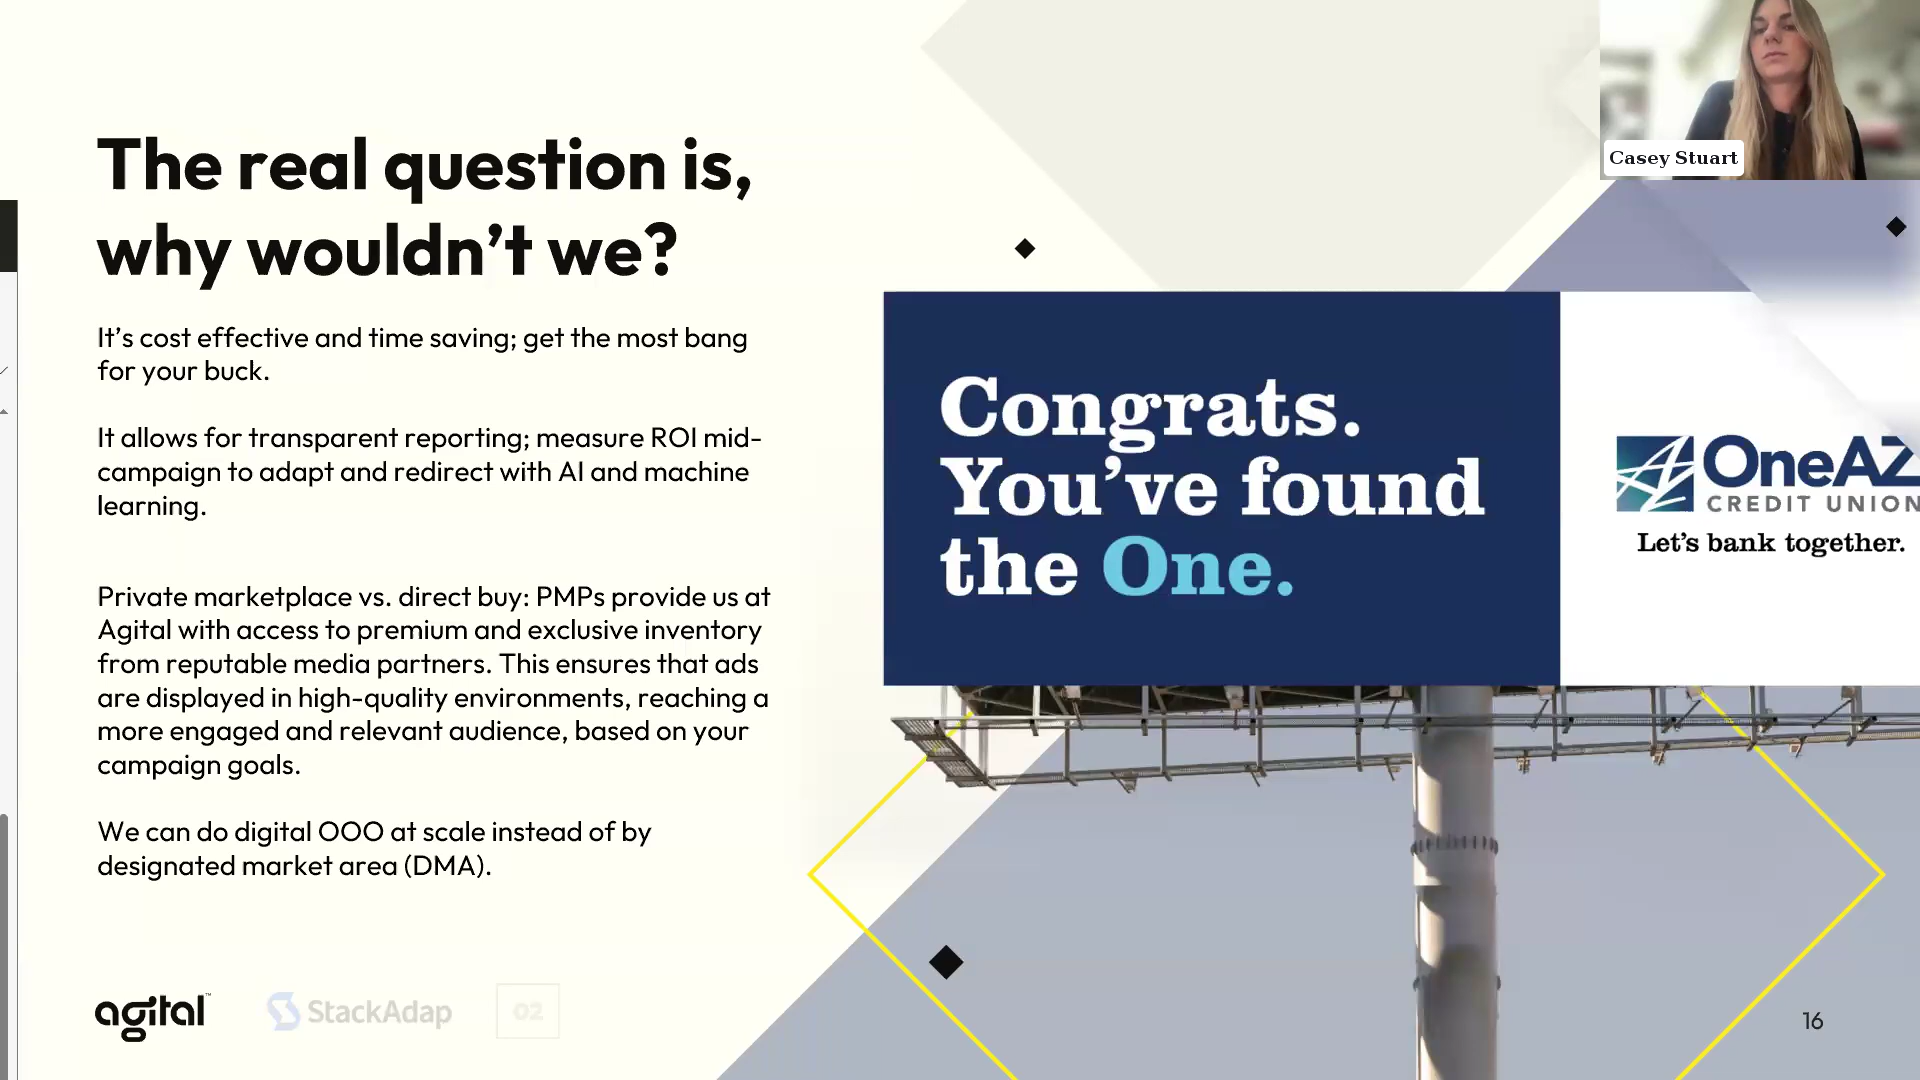 The real question is,
why wouldn’t we?
It’s cost effective and time saving; get the most bang
for your buck.
It allows for transparent reporting; measure ROI mid-
campaign to adapt and redirect with AI and machine
learning.
Private marketplace vs. direct buy: PMPs provide us at
Agital with access to premium and exclusive inventory
from reputable media partners. This ensures that ads
are displayed in high-quality environments, reaching a
more engaged and relevant audience, based on your
campaign goals.
We can do digital OOO at scale instead of by
designated market area (DMA).
Casey Stuart
Congrats.
You’ve found
the One.
OneAZ
CREDIT UNION
Let’s bank together.
agital™
StackAdap
02
16